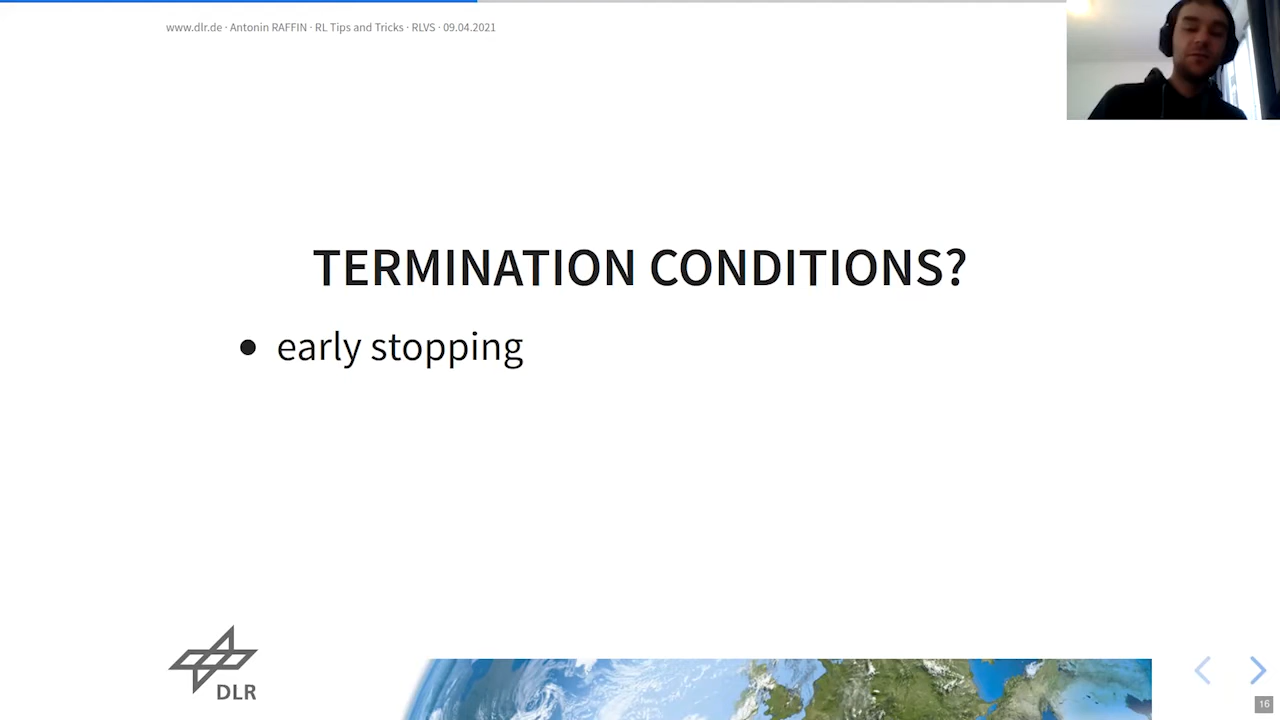 www.dlr.de · Antonin RAFFIN · RL Tips and Tricks · RLVS · 09.04.2021
TERMINATION CONDITIONS?
• early stopping
DLR
16